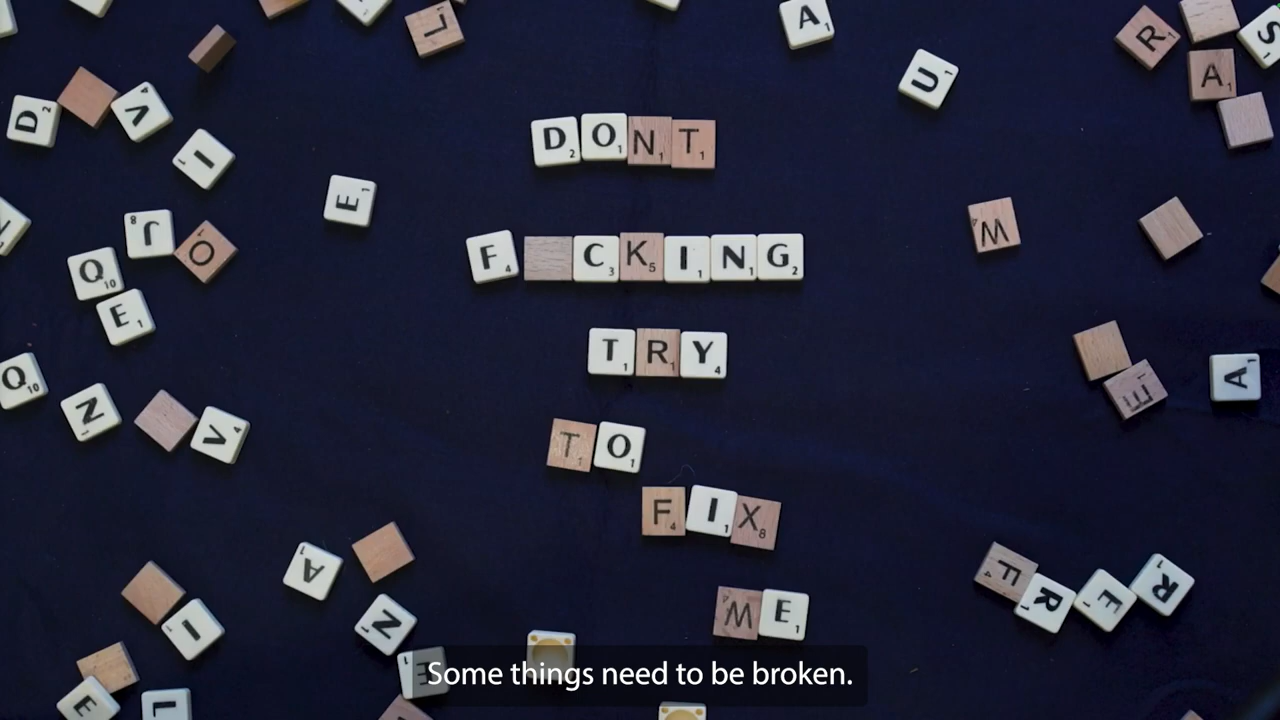 DONT
F CKING
TRY
TO
FIX
ME
Some things need to be broken.
L
A
U
R
S
A
D
V
I
E
J
O
Q
E
W
Q
N
V
E
A
A
N
I
F
R
E
R
E
L